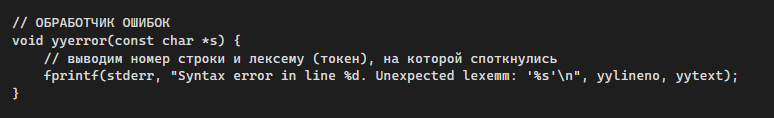 // ОБРАБОТЧИК ОШИБОК
void yyerror(const char *s) {
    // выводим номер строки и лексему (токен), на которой споткнулись
    fprintf(stderr, "Syntax error in line %d. Unexpected lexemm: '%s'\n", yylineno, yytext);
}